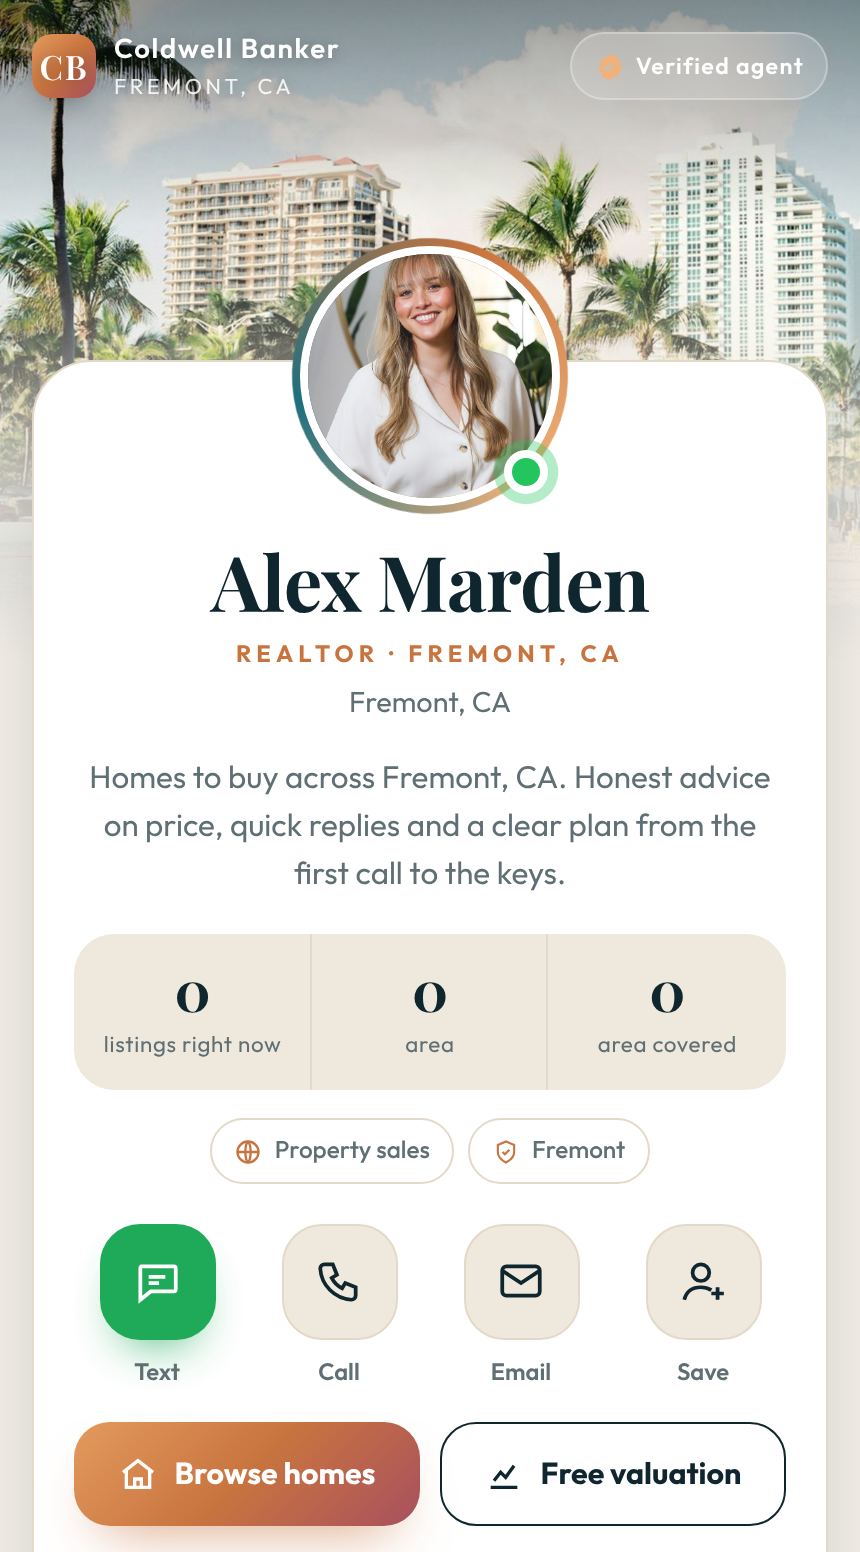 CB
Coldwell Banker
FREMONT, CA
Verified agent
Alex Marden
REALTOR · FREMONT, CA
Fremont, CA
Homes to buy across Fremont, CA. Honest advice
on price, quick replies and a clear plan from the
first call to the keys.
0
listings right now
0
area
0
area covered
Property sales
Fremont
Text
Call
Email
Save
Browse homes
Free valuation